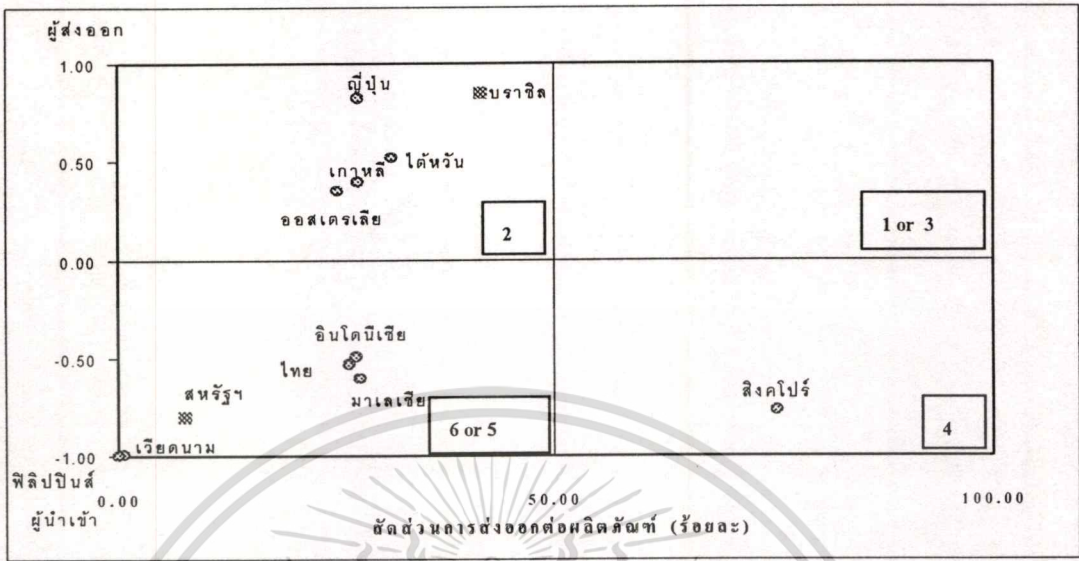 ผู้ส่งออก
1.00
ญี่ปุ่น
บราซิล
0.50
ไต้หวัน
เกาหลี
ออสเตรเลีย
2
1 or 3
0.00
อินโดนีเซีย
-0.50
ไทย
สหรัฐฯ
มาเลเซีย
สิงคโปร์
6 or 5
4
เวียดนาม
-1.00
ฟิลิปปินส์
0.00
50.00
100.00
ผู้นำเข้า
สัดส่วนการส่งออกต่อผลิตภัณฑ์ (ร้อยละ)